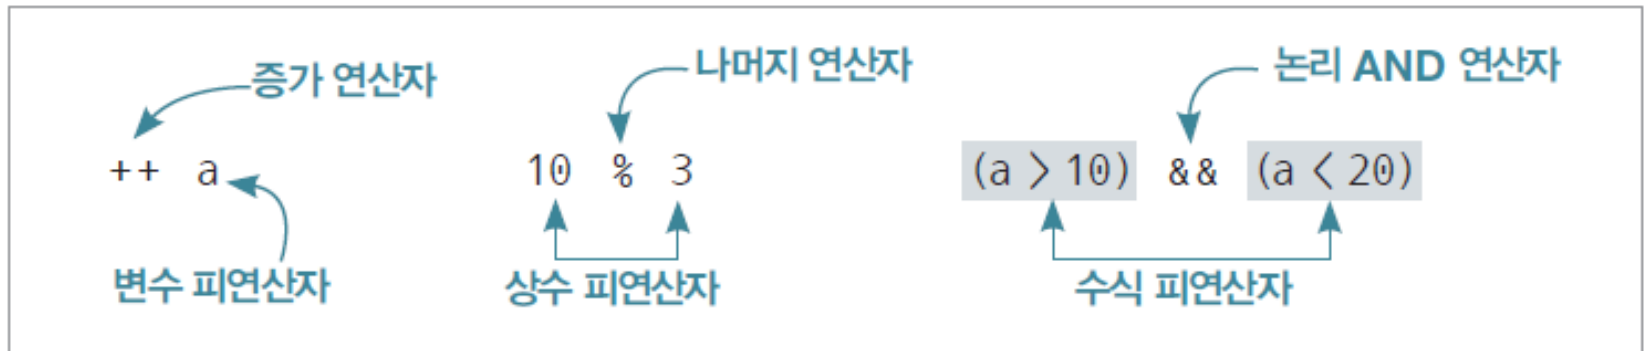 증가 연산자
나머지 연산자
논리 AND 연산자
++ a
10 % 3
(a > 10) && (a < 20)
변수 피연산자
상수 피연산자
수식 피연산자